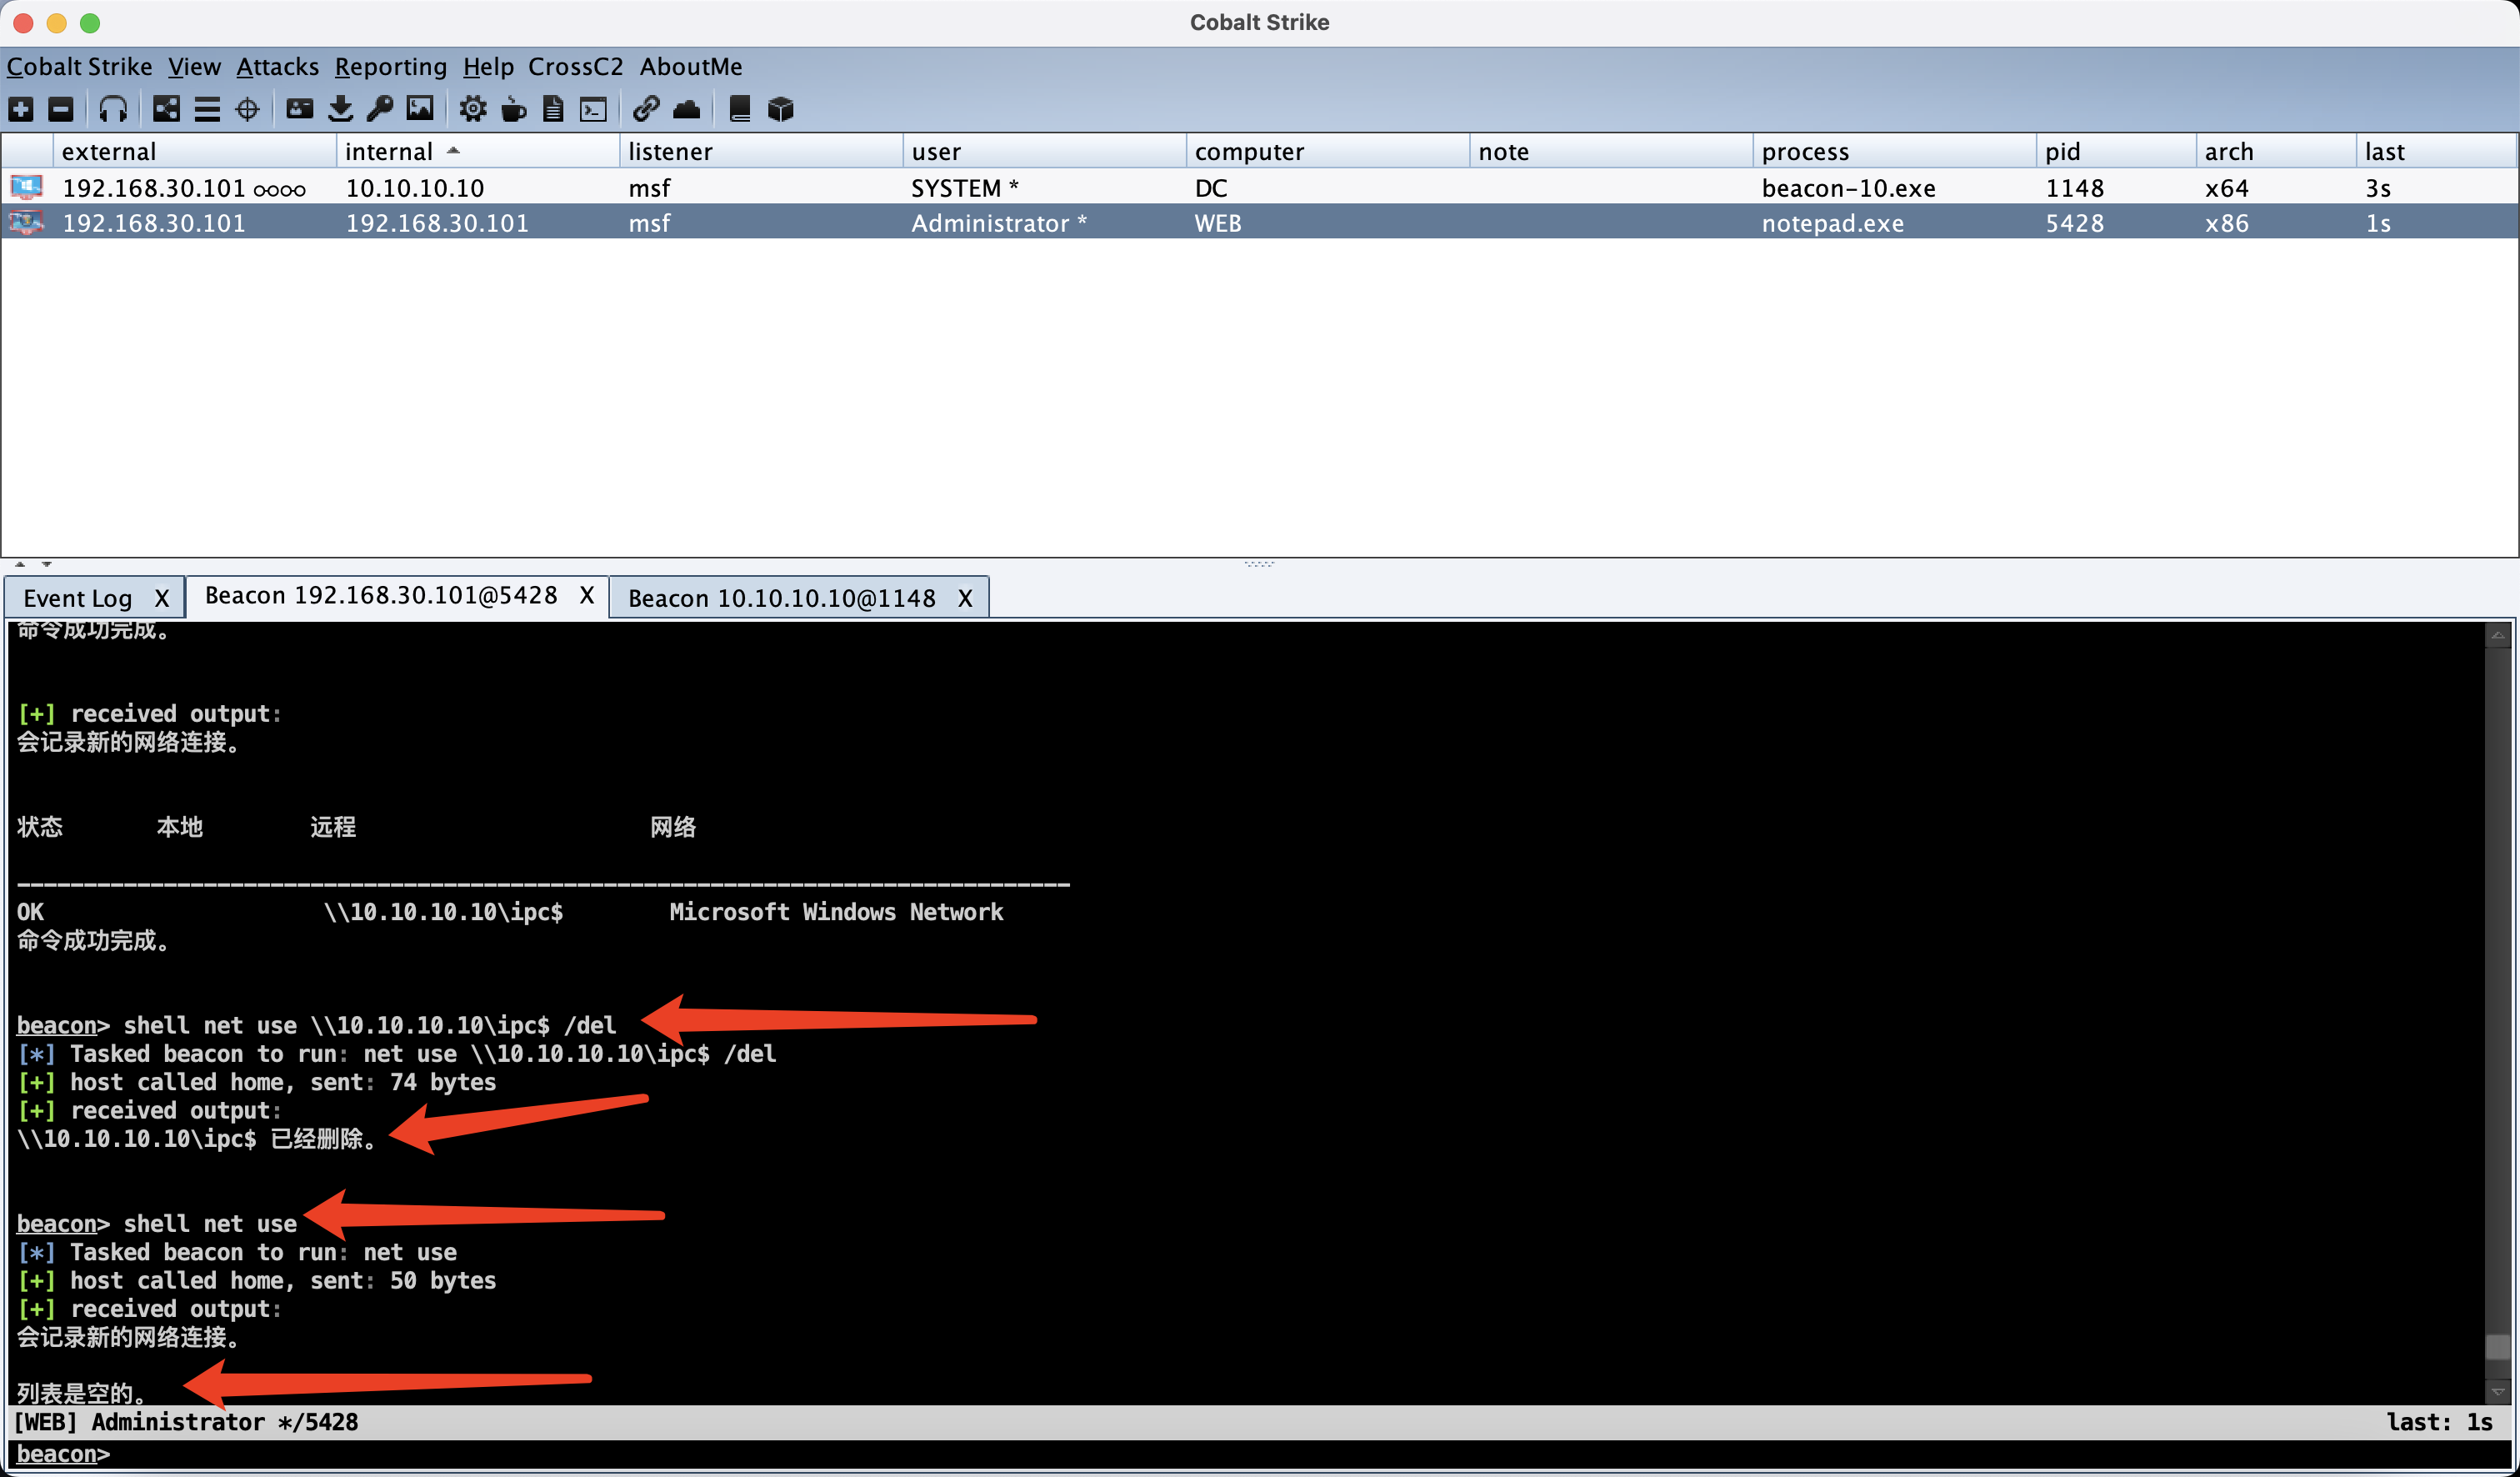 Cobalt Strike
Cobalt Strike View Attacks Reporting Help CrossC2 AboutMe
external internal listener user computer note process pid arch last
192.168.30.101 10.10.10.10 msf SYSTEM * DC beacon-10.exe 1148 x64 3s
192.168.30.101 192.168.30.101 msf Administrator * WEB notepad.exe 5428 x86 1s
Event Log X Beacon 192.168.30.101@5428 X Beacon 10.10.10.10@1148 X
命令成功完成。
[+] received output:
会记录新的网络连接。
状态 本地 远程 网络
-------------------------------------------------------------------------------
OK \\10.10.10.10\ipc$ Microsoft Windows Network
命令成功完成。
beacon> shell net use \\10.10.10.10\ipc$ /del
[*] Tasked beacon to run: net use \\10.10.10.10\ipc$ /del
[+] host called home, sent: 74 bytes
[+] received output:
\\10.10.10.10\ipc$ 已经删除。
beacon> shell net use
[*] Tasked beacon to run: net use
[+] host called home, sent: 50 bytes
[+] received output:
会记录新的网络连接。
列表是空的。
[WEB] Administrator */5428 last: 1s
beacon>